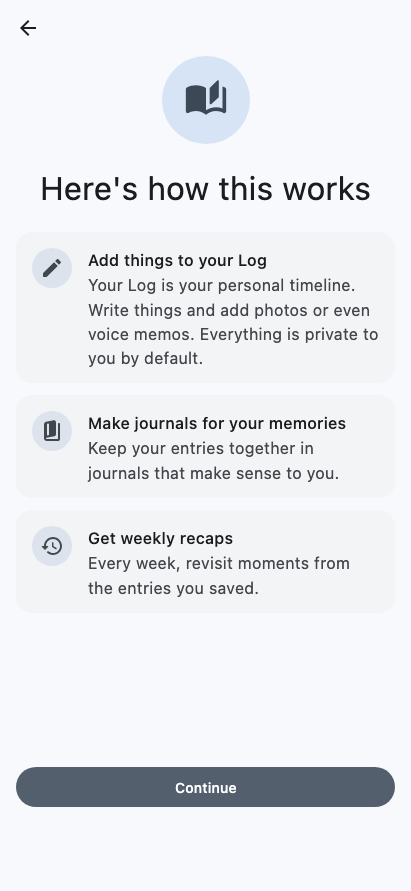 Here's how this works
Add things to your Log
Your Log is your personal timeline.
Write things and add photos or even
voice memos. Everything is private to
you by default.
Make journals for your memories
Keep your entries together in
journals that make sense to you.
Get weekly recaps
Every week, revisit moments from
the entries you saved.
Continue